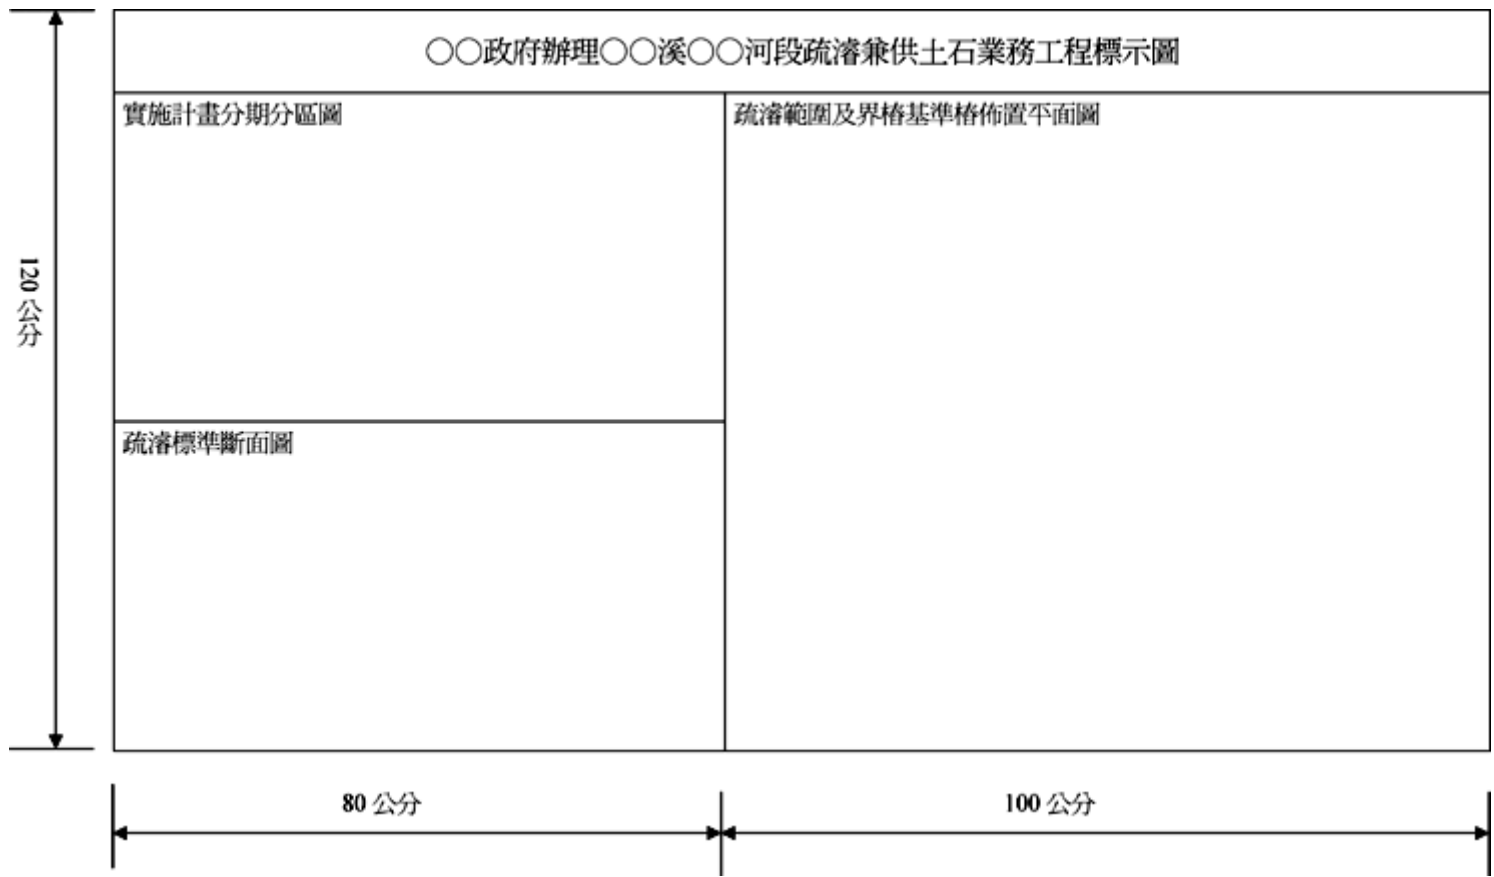 ○○政府辦理○○溪○○河段疏濬兼供土石業務工程標示圖
實施計畫分期分區圖
疏濬範圍及界樁基準樁佈置平面圖
120 公分
疏濬標準斷面圖
80 公分
100 公分